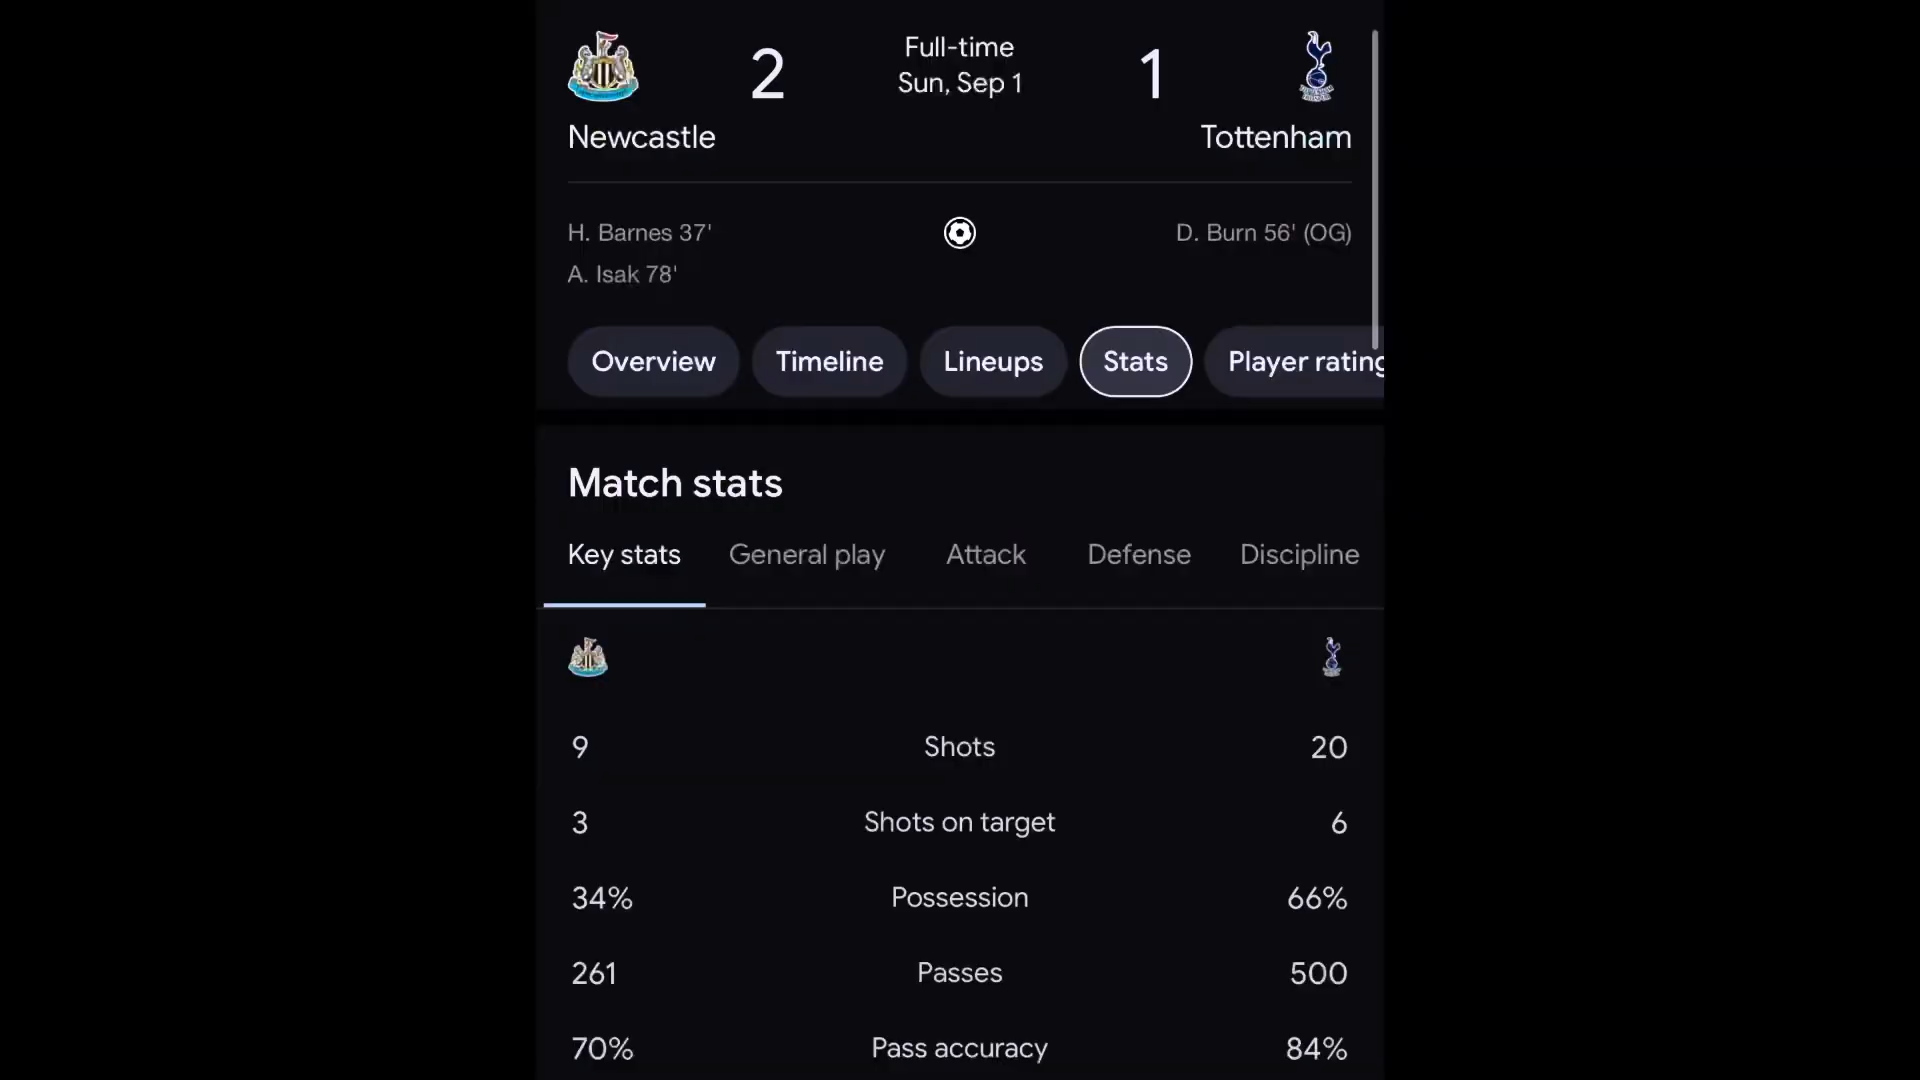 2
Full-time
Sun, Sep 1
1
Newcastle
Tottenham
H. Barnes 37'
D. Burn 56' (OG)
A. Isak 78'
Overview
Timeline
Lineups
Stats
Player rating
Match stats
Key stats
General play
Attack
Defense
Discipline
9 Shots 20
3 Shots on target 6
34% Possession 66%
261 Passes 500
70% Pass accuracy 84%